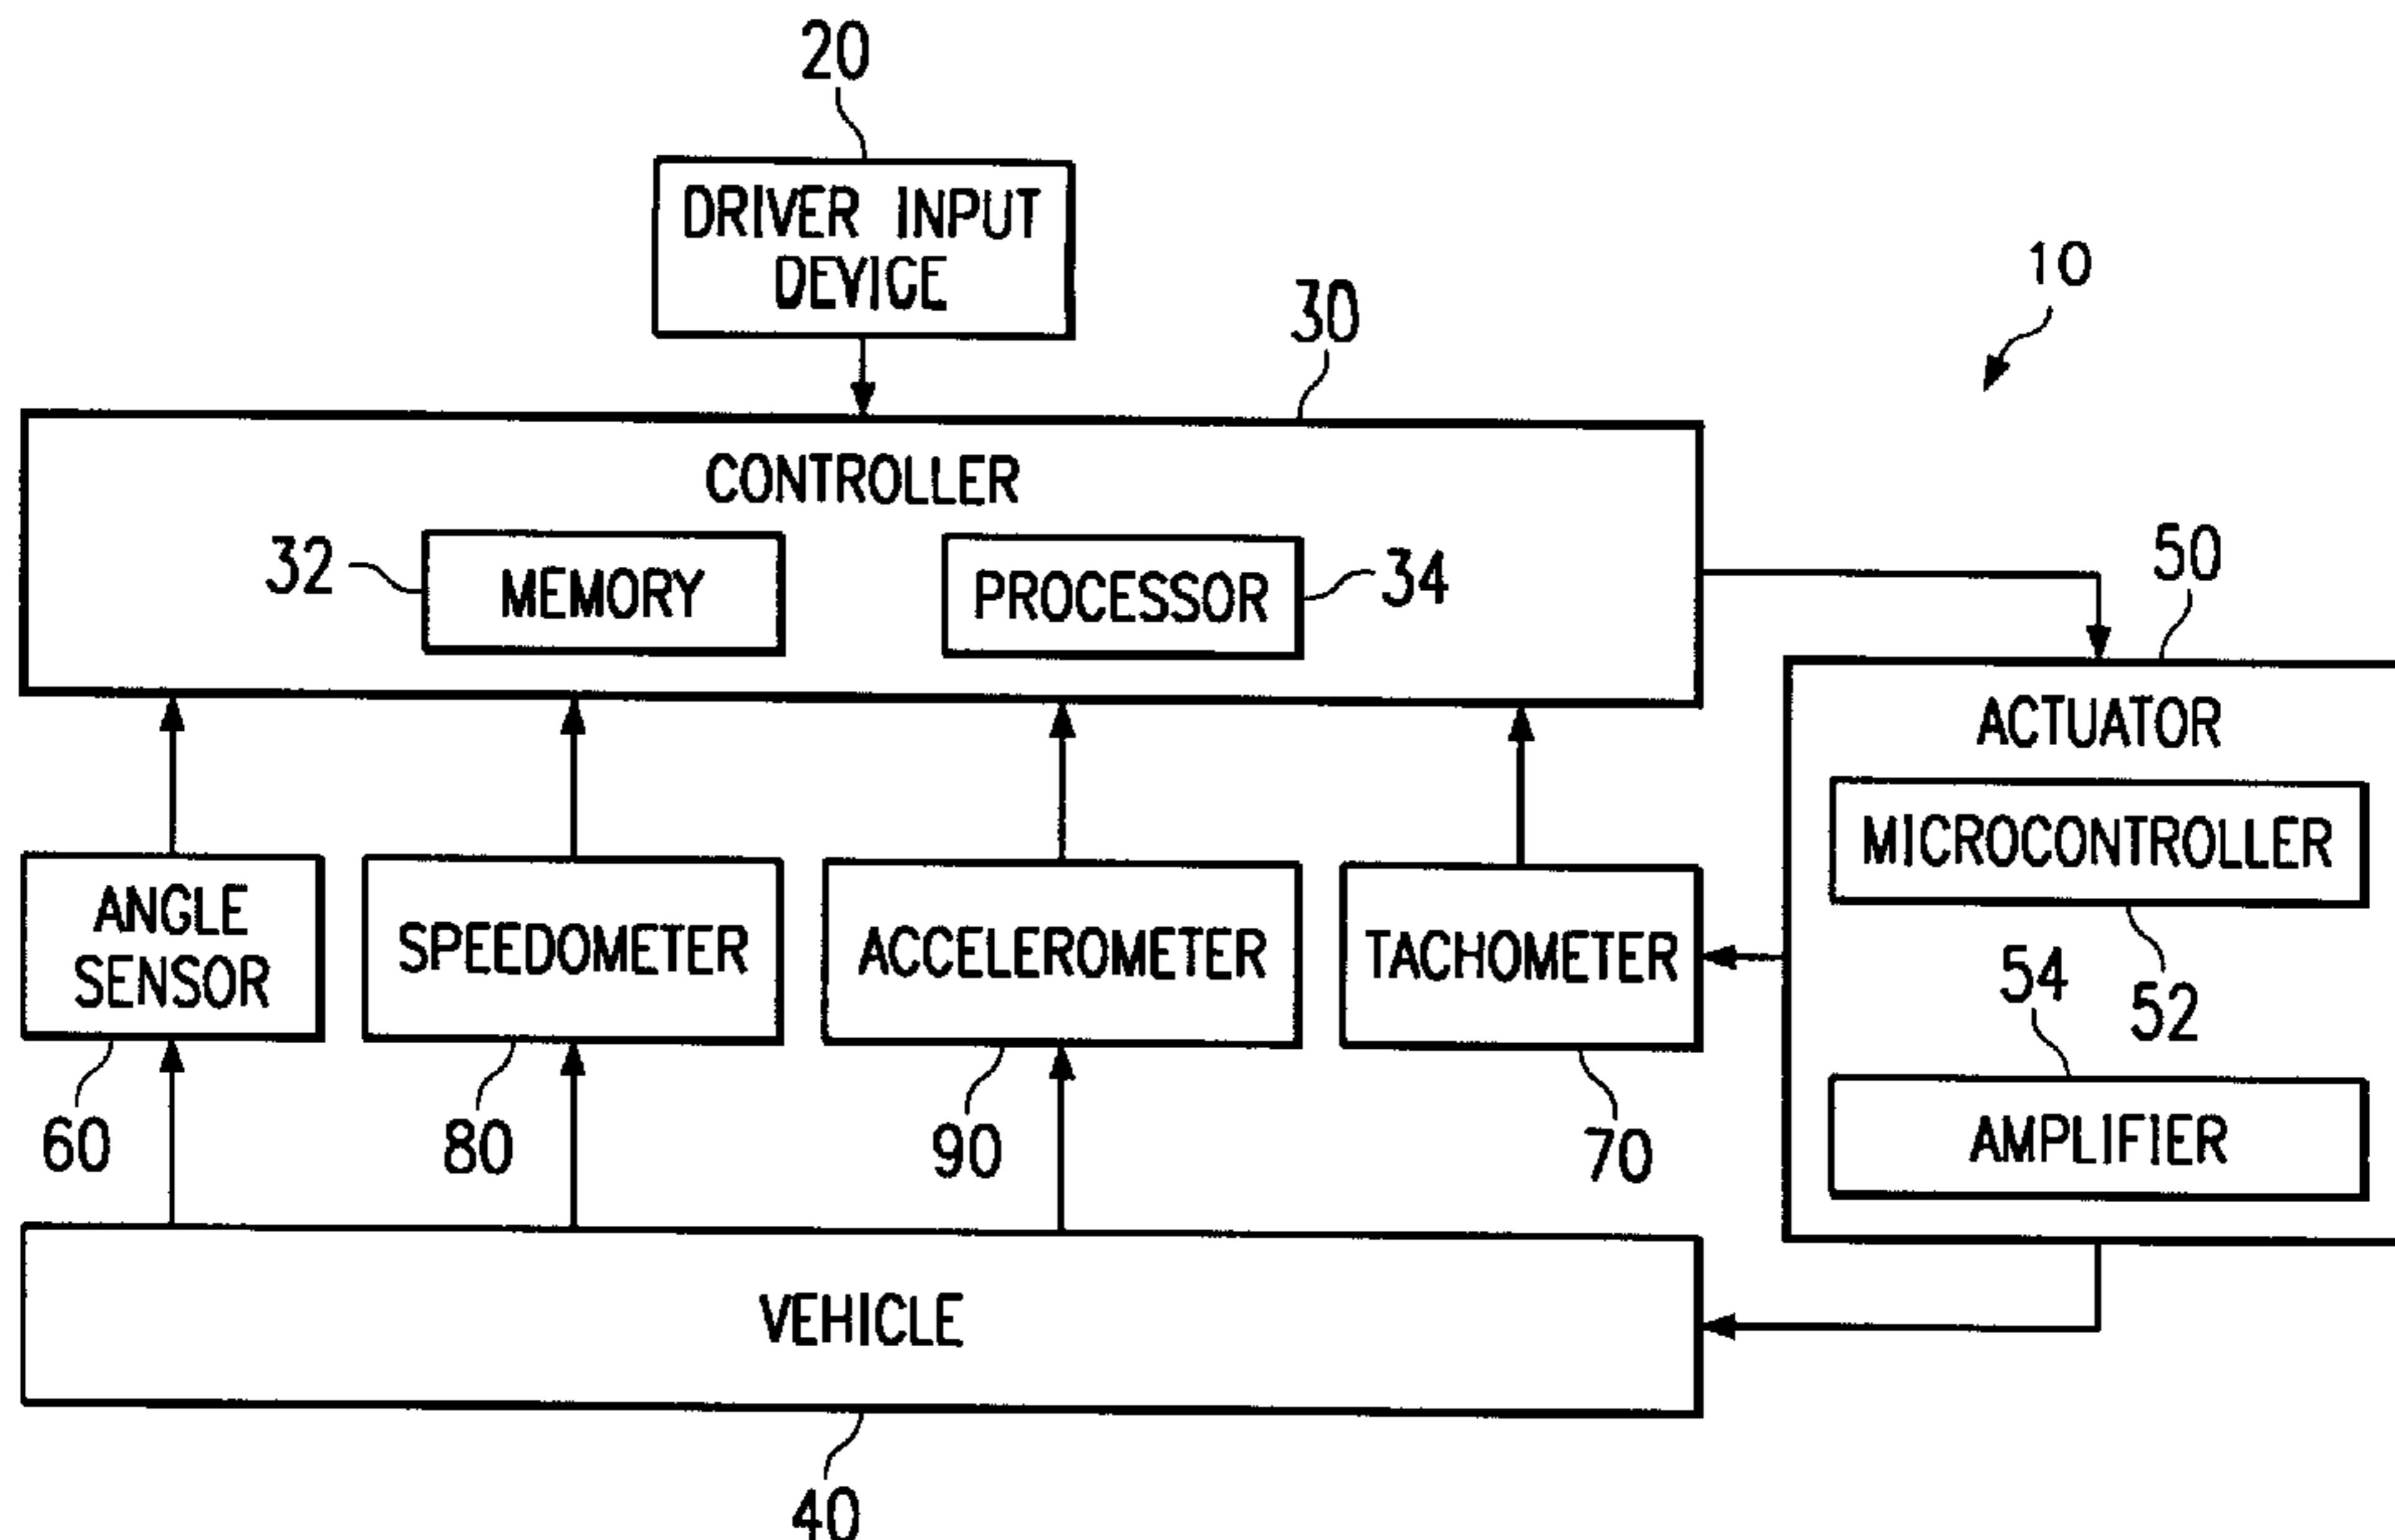 20
DRIVER INPUT
DEVICE
10
30
CONTROLLER
32
MEMORY
PROCESSOR
34
50
ACTUATOR
MICROCONTROLLER
52
54
AMPLIFIER
ANGLE
SENSOR
SPEEDOMETER
ACCELEROMETER
TACHOMETER
60
80
90
70
VEHICLE
40